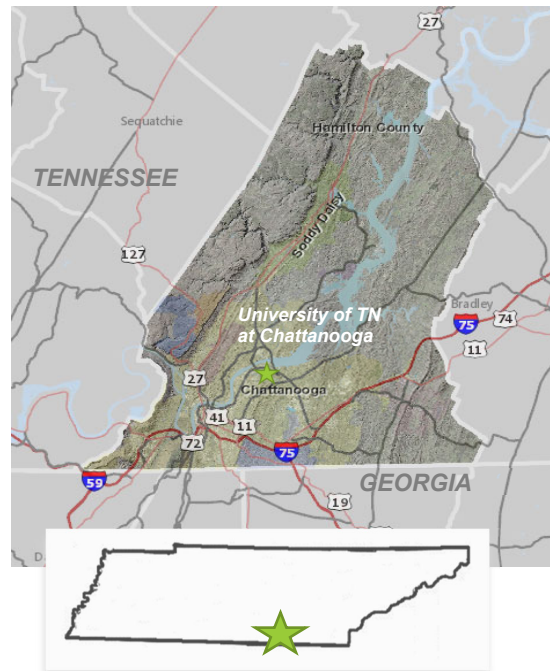 27
Sequatchie
Hamilton County
TENNESSEE
Soddy Daisy
127
Bradley
University of TN
at Chattanooga
75
74
11
27
Chattanooga
41
11
72
75
59
GEORGIA
19